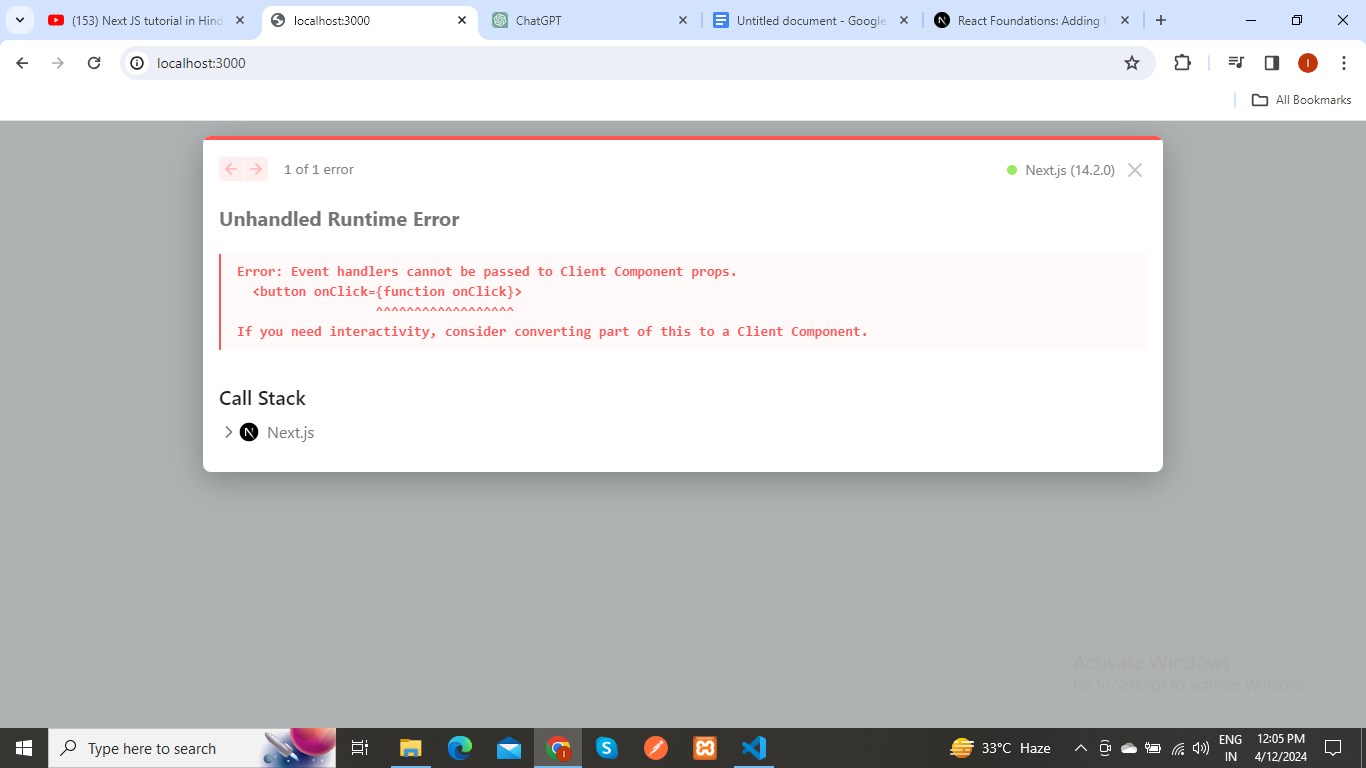 (153) Next JS tutorial in Hind
localhost:3000
ChatGPT
Untitled document - Google
React Foundations: Adding
localhost:3000
All Bookmarks
1 of 1 error
Next.js (14.2.0)
Unhandled Runtime Error
Error: Event handlers cannot be passed to Client Component props.
<button onClick={function onClick}>
^^^^^^^^^^^^^^^^^^
If you need interactivity, consider converting part of this to a Client Component.
Call Stack
N Next.js
Activate Windows
Go to Settings to activate Windows.
Type here to search
33°C Haze
ENG
IN
12:05 PM
4/12/2024